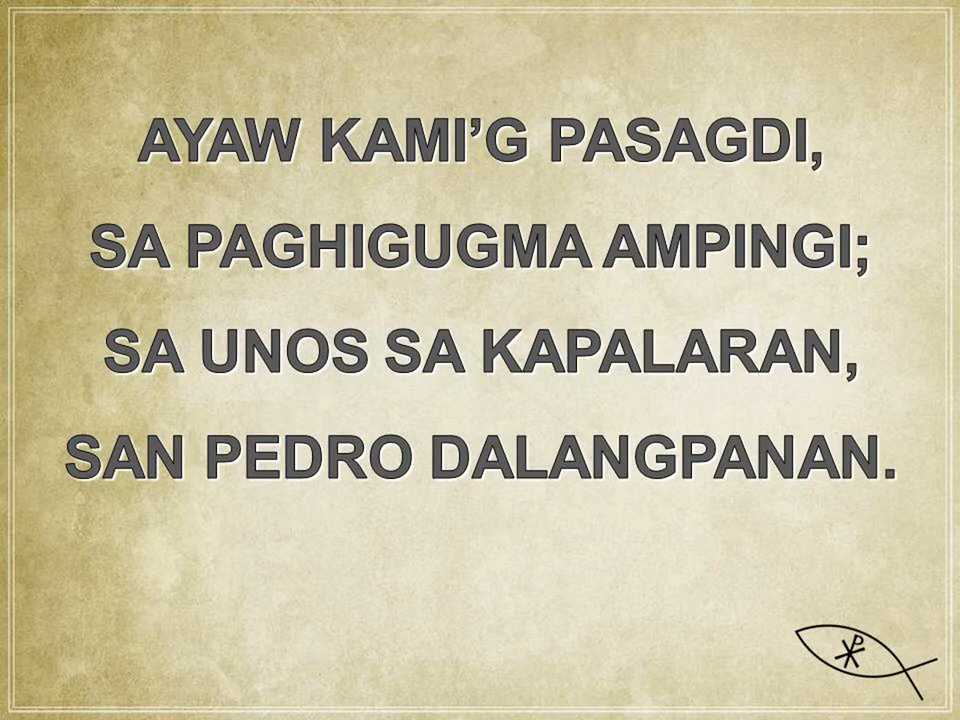 AYAW KAMI’G PASAGDI,
SA PAGHIGUGMA AMPINGI;
SA UNOS SA KAPALARAN,
SAN PEDRO DALANGPANAN.